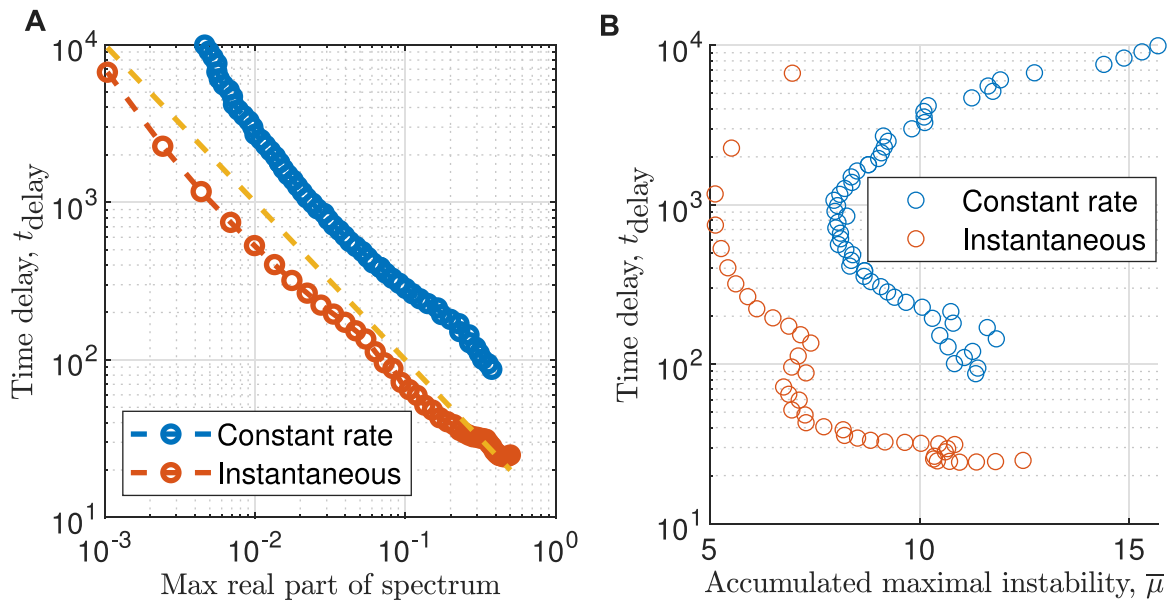 A
Time delay, t_delay
10^4
10^3
10^2
10^1
10^-3
10^-2
10^-1
10^0
Max real part of spectrum
Constant rate
Instantaneous
B
Time delay, t_delay
10^4
10^3
10^2
10^1
5
10
15
Accumulated maximal instability, μ̅
Constant rate
Instantaneous